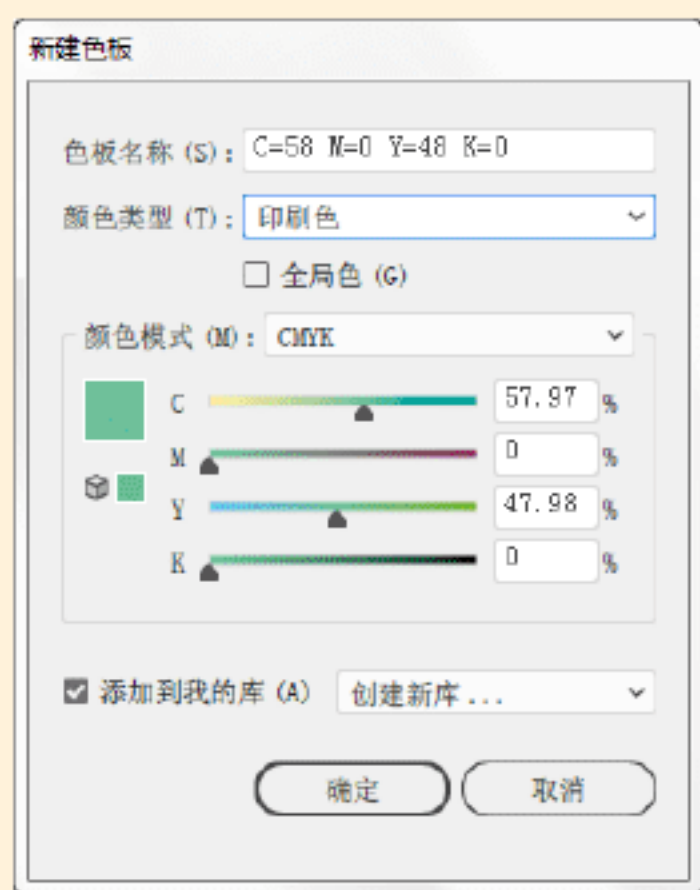 新建色板
色板名称 (S): C=58 M=0 Y=48 K=0
颜色类型 (T): 印刷色
全局色 (G)
颜色模式 (M): CMYK
C 57.97 %
M 0 %
Y 47.98 %
K 0 %
添加到我的库 (A) 创建新库 ...
确定 取消